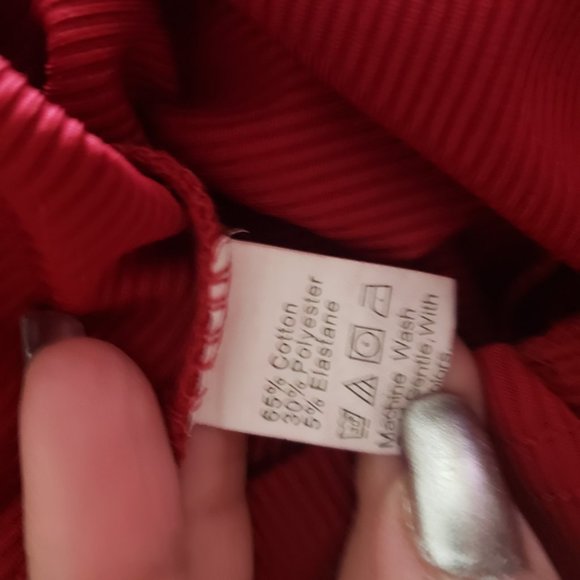 65% Cotton
30% Polyester
5% Elastane
Machine Wash
Gentle,With